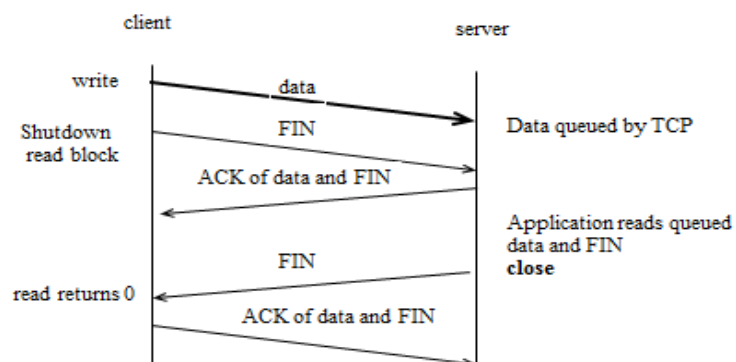 client
server
write
data
Data queued by TCP
Shutdown
read block
FIN
ACK of data and FIN
Application reads queued
data and FIN
close
FIN
read returns 0
ACK of data and FIN